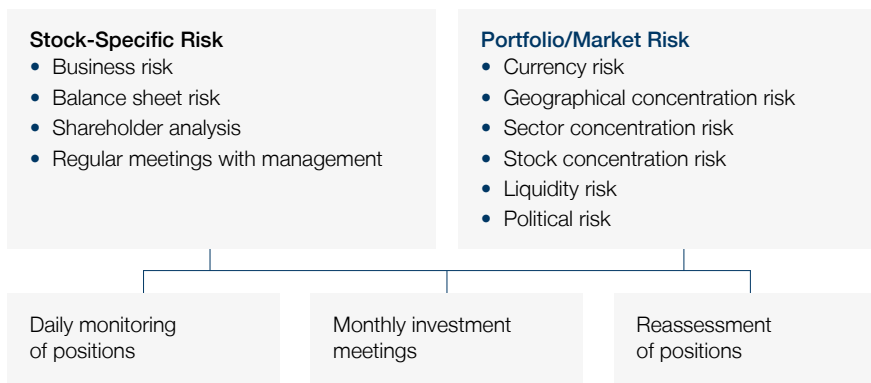 Stock-Specific Risk
• Business risk
• Balance sheet risk
• Shareholder analysis
• Regular meetings with management
Portfolio/Market Risk
• Currency risk
• Geographical concentration risk
• Sector concentration risk
• Stock concentration risk
• Liquidity risk
• Political risk
Daily monitoring
of positions
Monthly investment
meetings
Reassessment
of positions